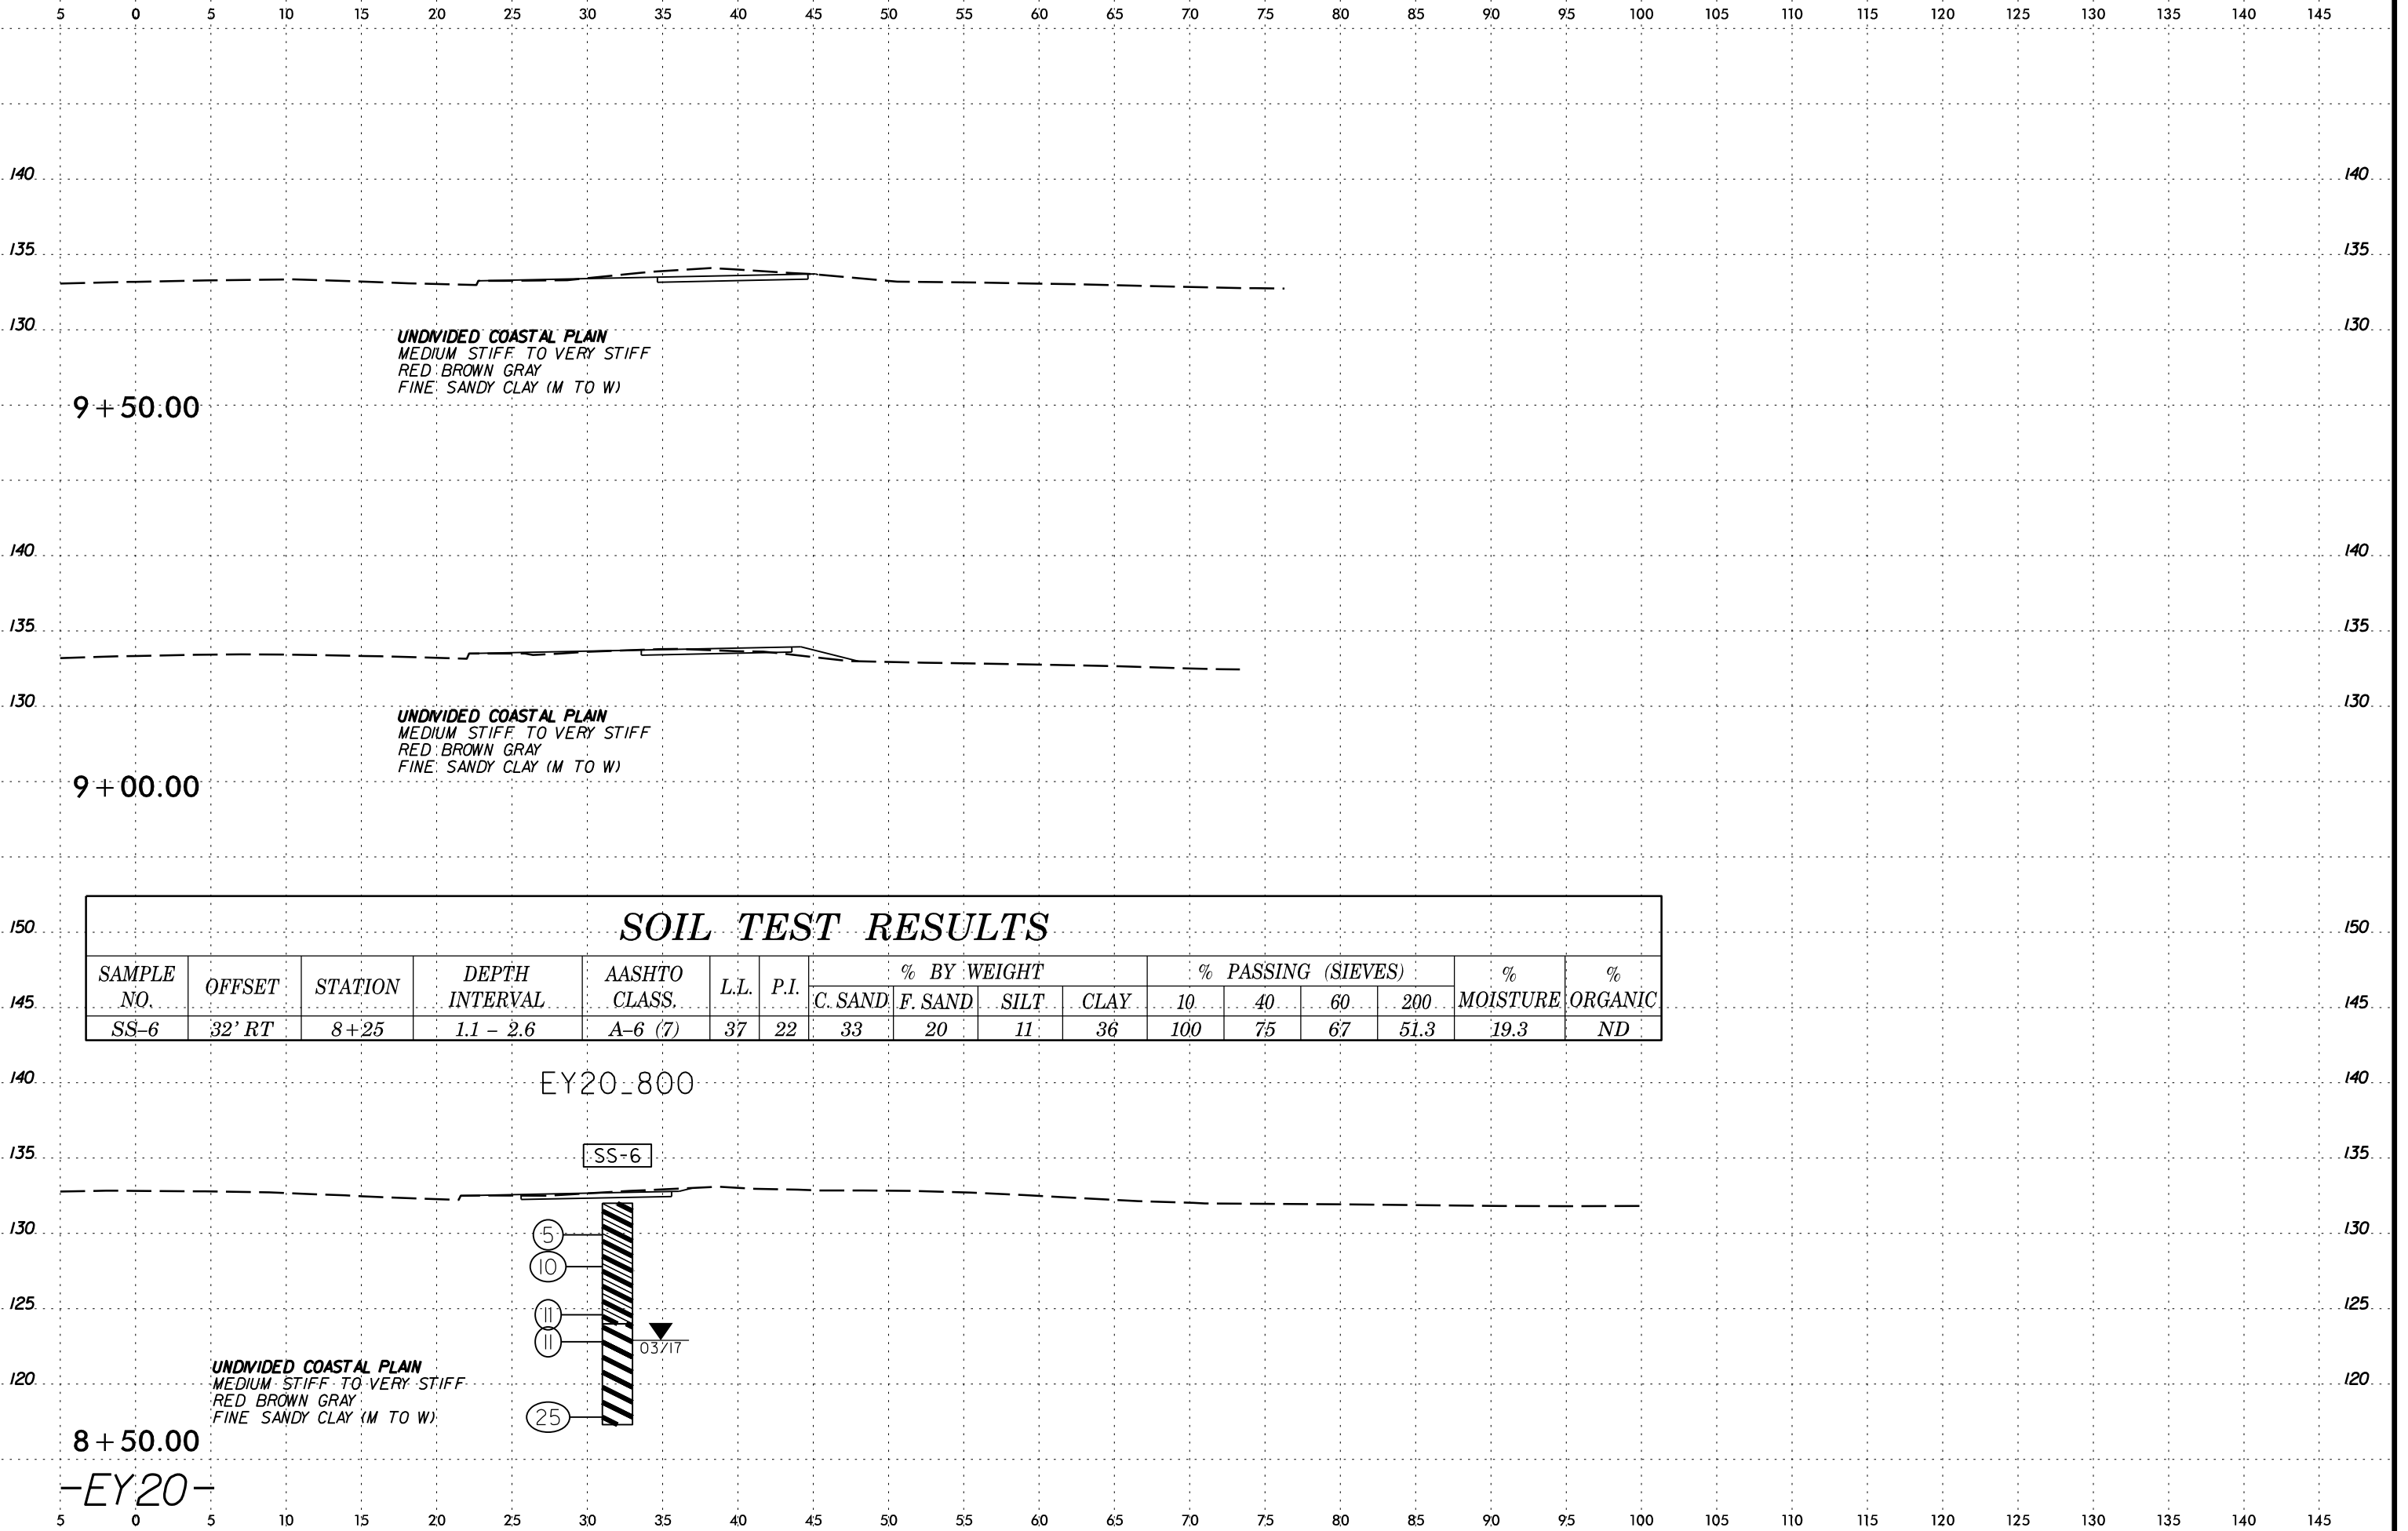 5 0 5 10 15 20 25 30 35 40 45 50 55 60 65 70 75 80 85 90 95 100 105 110 115 120 125 130 135 140 145
140 140
135 135
130 130
UNDIVIDED COASTAL PLAIN
MEDIUM STIFF TO VERY STIFF
RED BROWN GRAY
FINE SANDY CLAY (M TO W)
9+50.00
140 140
135 135
130 130
UNDIVIDED COASTAL PLAIN
MEDIUM STIFF TO VERY STIFF
RED BROWN GRAY
FINE SANDY CLAY (M TO W)
9+00.00
150 150
SOIL TEST RESULTS
SAMPLE NO. OFFSET STATION DEPTH INTERVAL AASHTO CLASS. L.L. P.I. % BY WEIGHT % PASSING (SIEVES) % MOISTURE % ORGANIC
C. SAND F. SAND SILT CLAY 10 40 60 200
145 145
SS-6 32' RT 8+25 1.1 - 2.6 A-6 (7) 37 22 33 20 11 36 100 75 67 51.3 19.3 ND
140 EY20_800 140
135 SS-6 135
130 5 130
10
125 11 125
11 03/17
UNDIVIDED COASTAL PLAIN
120 MEDIUM STIFF TO VERY STIFF 120
RED BROWN GRAY
FINE SANDY CLAY (M TO W) 25
8+50.00
-EY20-
5 0 5 10 15 20 25 30 35 40 45 50 55 60 65 70 75 80 85 90 95 100 105 110 115 120 125 130 135 140 145